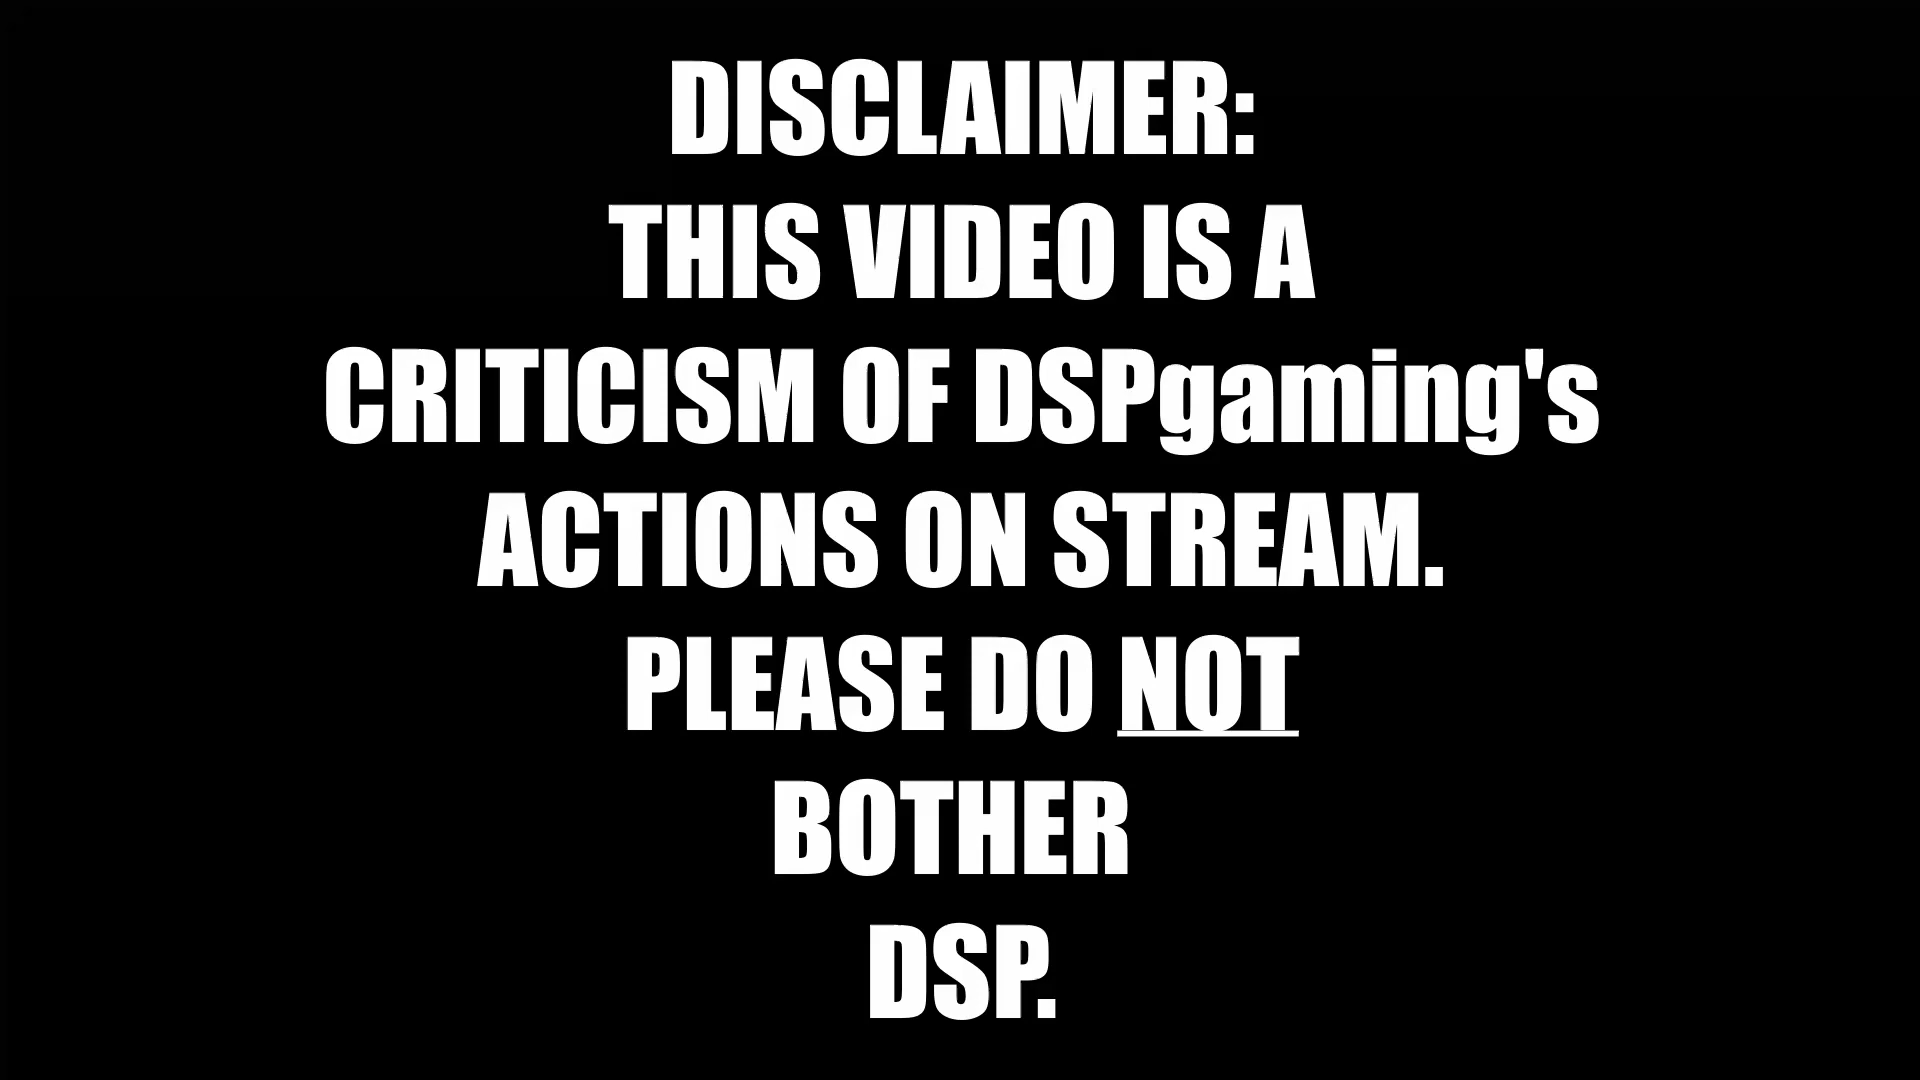 DISCLAIMER:
THIS VIDEO IS A
CRITICISM OF DSPgaming's
ACTIONS ON STREAM.
PLEASE DO NOT
BOTHER
DSP.